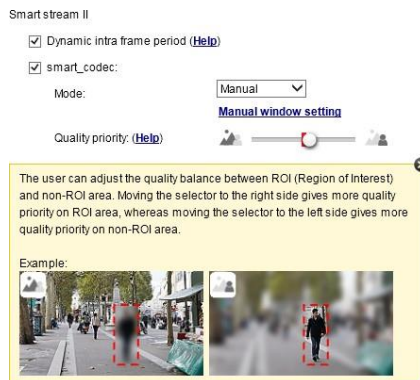 Smart stream II
Dynamic intra frame period (Help)
smart_codec:
Mode: Manual
Manual window setting
Quality priority: (Help)
The user can adjust the quality balance between ROI (Region of Interest)
and non-ROI area. Moving the selector to the right side gives more quality
priority on ROI area, whereas moving the selector to the left side gives more
quality priority on non-ROI area.
Example: